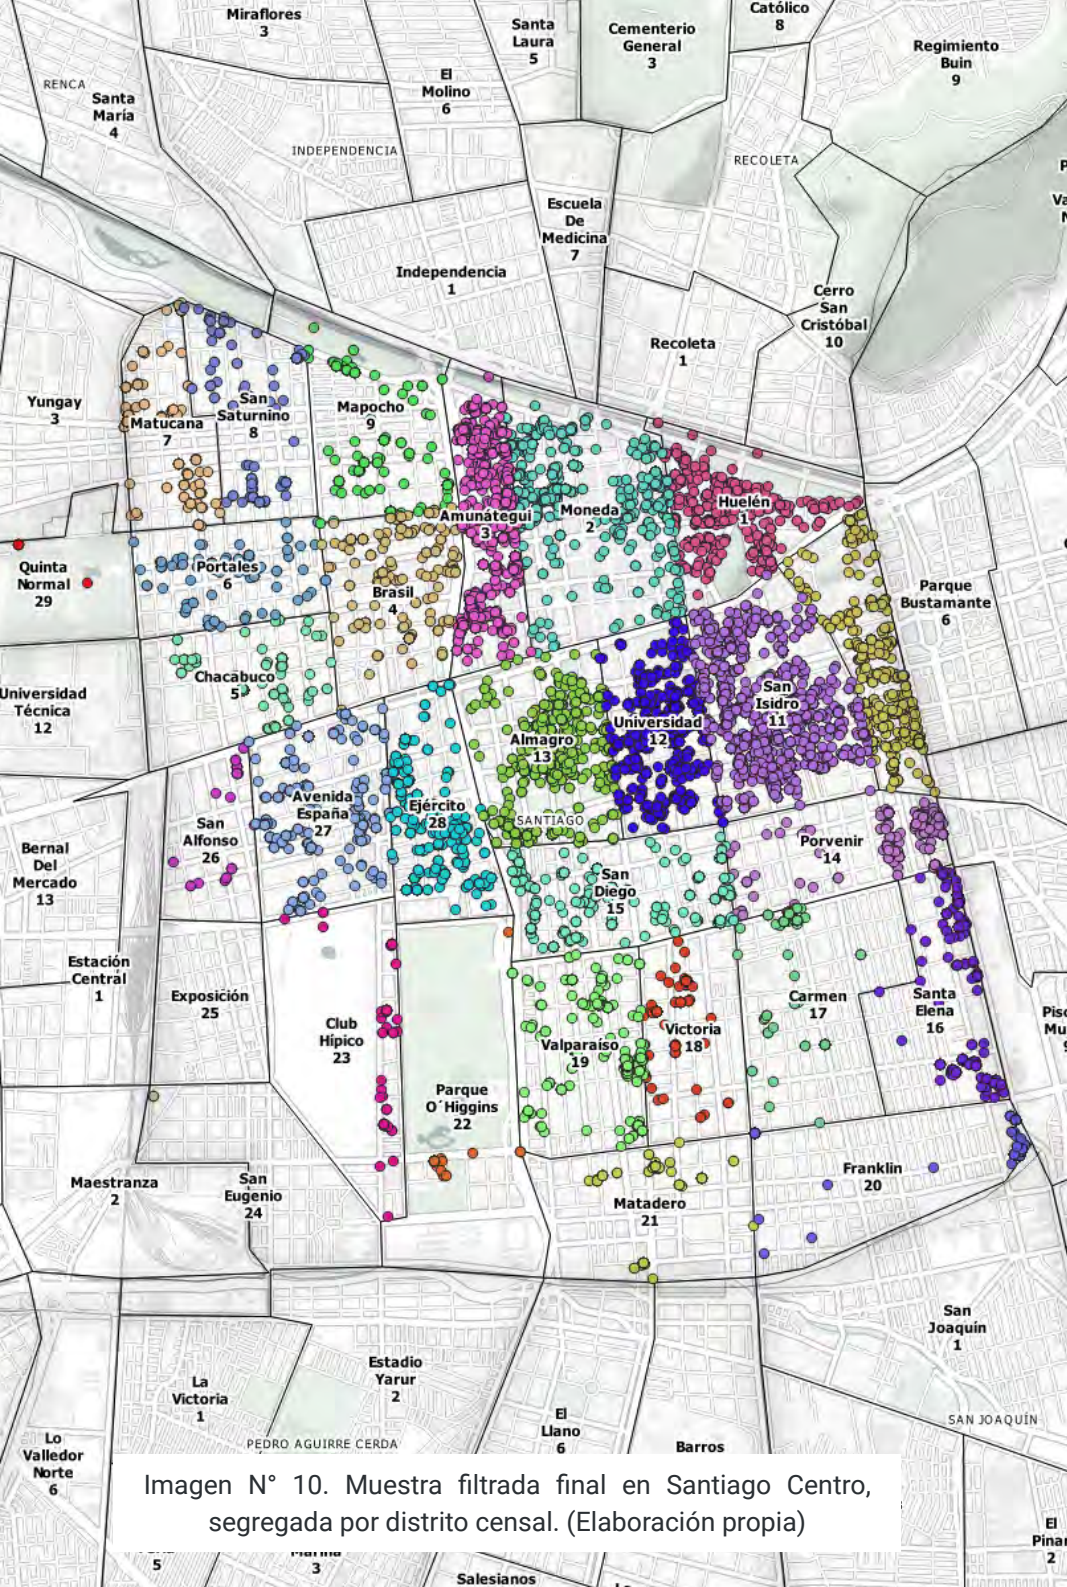 Miraflores
3
Santa
Laura
5
Cementerio
General
3
Católico
8
Regimiento
Buin
9
RENCA
Santa
María
4
El
Molino
6
INDEPENDENCIA
RECOLETA
Escuela
De
Medicina
7
Independencia
1
Cerro
San
Cristóbal
10
Recoleta
1
Yungay
3
Matucana
7
San
Saturnino
8
Mapocho
9
Amunátegui
3
Moneda
2
Huelén
1
Quinta
Normal
29
Portales
6
Brasil
4
Parque
Bustamante
6
Universidad
Técnica
12
Chacabuco
5
San
Isidro
11
Universidad
12
Almagro
13
Avenida
España
27
Ejército
28
SANTIAGO
San
Alfonso
26
Porvenir
14
Bernal
Del
Mercado
13
San
Diego
15
Estación
Central
1
Exposición
25
Club
Hípico
23
Carmen
17
Santa
Elena
16
Victoria
18
Valparaíso
19
Parque
O´Higgins
22
Maestranza
2
San
Eugenio
24
Franklin
20
Matadero
21
San
Joaquín
1
La
Victoria
1
Estadio
Yarur
2
El
Llano
6
Barros
SAN JOAQUÍN
PEDRO AGUIRRE CERDA
Lo
Valledor
Norte
6
Imagen N° 10. Muestra filtrada final en Santiago Centro,
segregada por distrito censal. (Elaboración propia)
5
3
Salesianos
El
Pinar
2